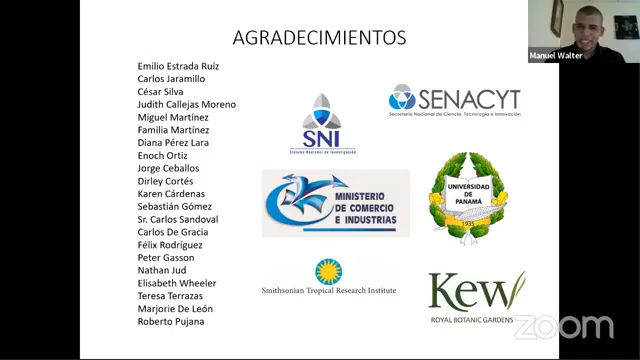 AGRADECIMIENTOS
Emilio Estrada Ruíz
Carlos Jaramillo
César Silva
Judith Callejas Moreno
Miguel Martínez
Familia Martínez
Diana Pérez Lara
Enoch Ortiz
Jorge Ceballos
Dirley Cortés
Karen Cárdenas
Sebastián Gómez
Sr. Carlos Sandoval
Carlos De Gracia
Félix Rodríguez
Peter Gasson
Nathan Jud
Elisabeth Wheeler
Teresa Terrazas
Marjorie De León
Roberto Pujana
SNI
Sistema Nacional de Investigación
SENACYT
Secretaría Nacional de Ciencia, Tecnología e Innovación
MINISTERIO
DE COMERCIO
E INDUSTRIAS
UNIVERSIDAD
DE PANAMÁ
1935
Smithsonian Tropical Research Institute
Kew
ROYAL BOTANIC GARDENS
Manuel Walter
zoom